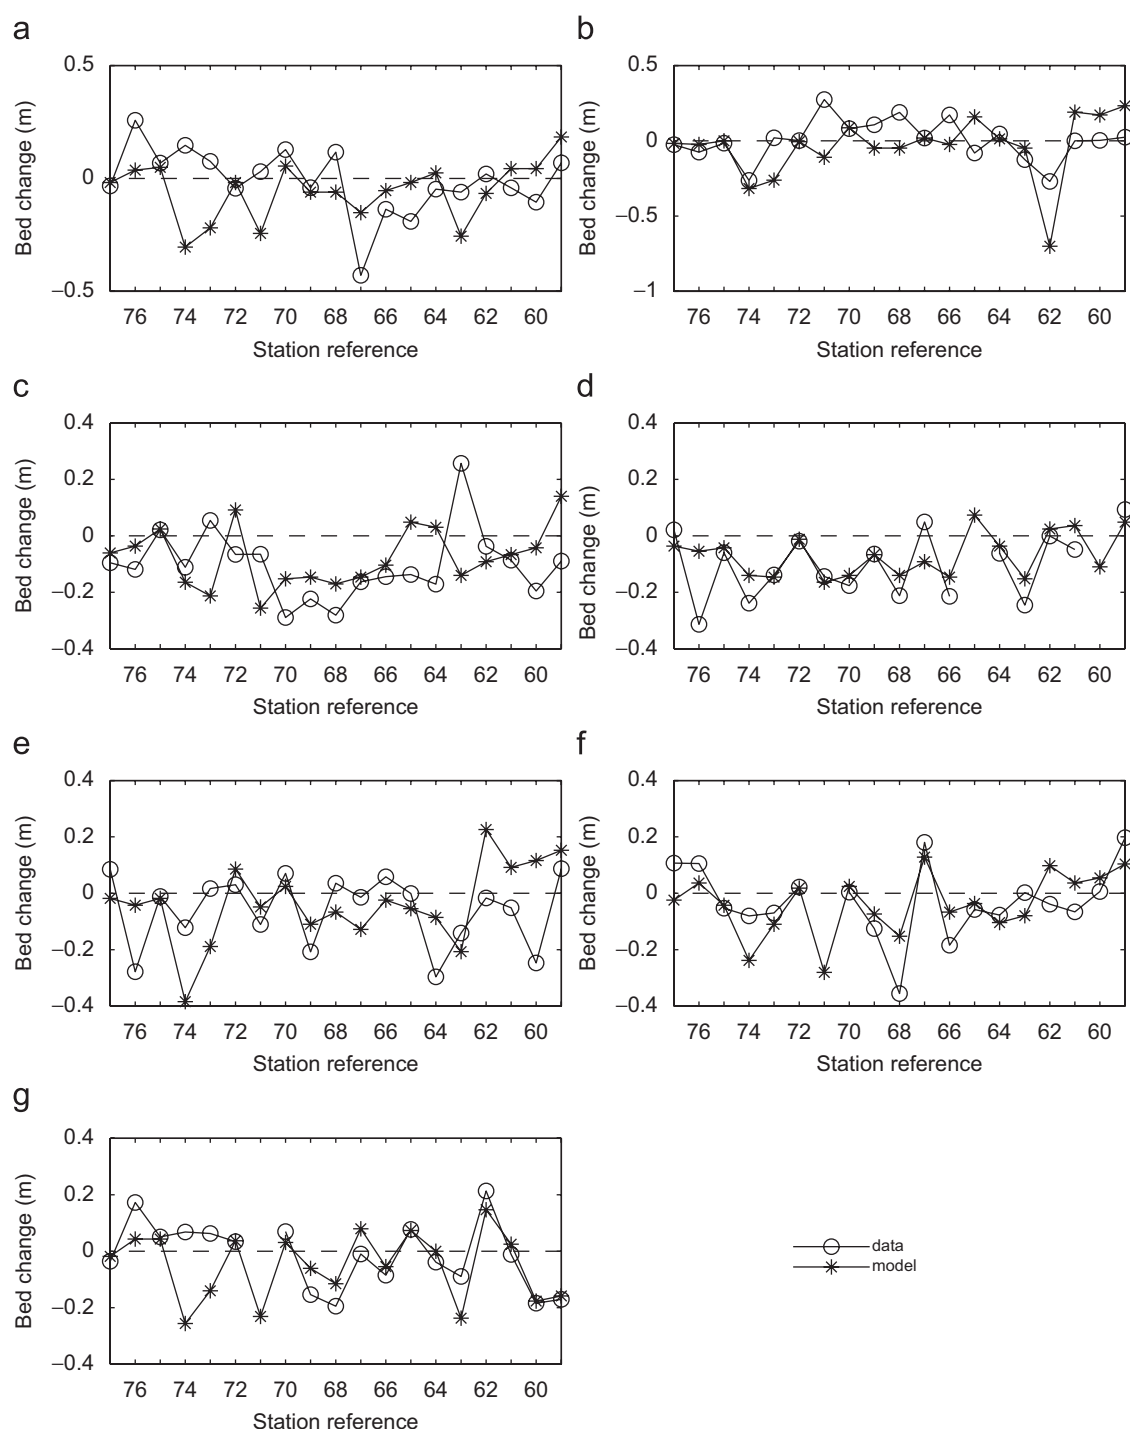 a
0.5
0
−0.5
Bed change (m)
76 74 72 70 68 66 64 62 60
Station reference
b
0.5
0
−0.5
−1
Bed change (m)
76 74 72 70 68 66 64 62 60
Station reference
c
0.4
0.2
0
−0.2
−0.4
Bed change (m)
76 74 72 70 68 66 64 62 60
Station reference
d
0.4
0.2
0
−0.2
−0.4
Bed change (m)
76 74 72 70 68 66 64 62 60
Station reference
e
0.4
0.2
0
−0.2
−0.4
Bed change (m)
76 74 72 70 68 66 64 62 60
Station reference
f
0.4
0.2
0
−0.2
−0.4
Bed change (m)
76 74 72 70 68 66 64 62 60
Station reference
g
0.4
0.2
0
−0.2
−0.4
Bed change (m)
76 74 72 70 68 66 64 62 60
Station reference
data
model